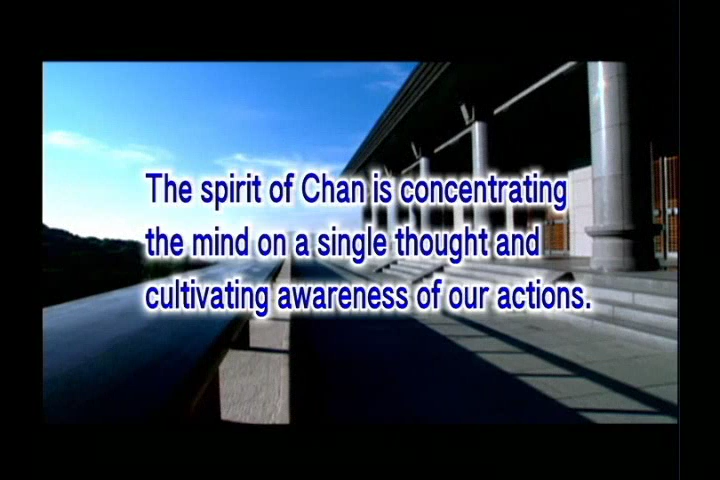 The spirit of Chan is concentrating
the mind on a single thought and
cultivating awareness of our actions.